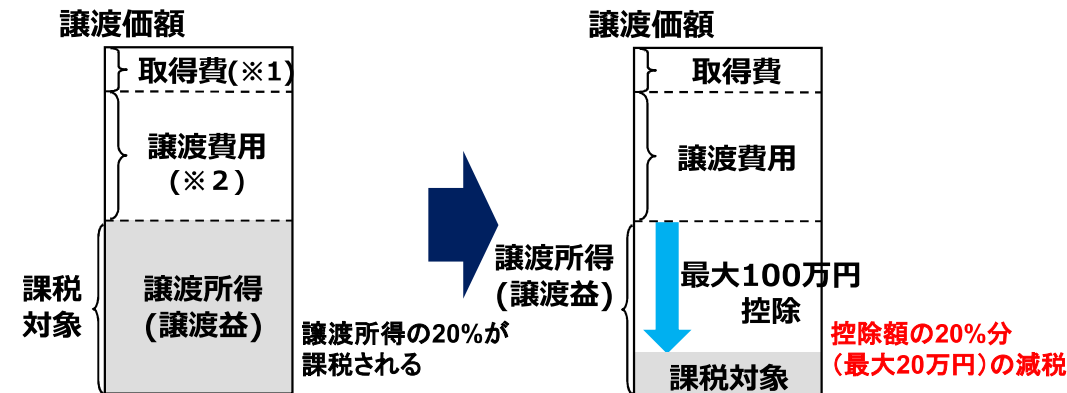 譲渡価額
取得費(※1)
譲渡費用
(※２)
課税
対象
譲渡所得
(譲渡益)
譲渡所得の20%が
課税される
譲渡価額
取得費
譲渡費用
譲渡所得
(譲渡益)
最大100万円
控除
課税対象
控除額の20%分
（最大20万円）の減税